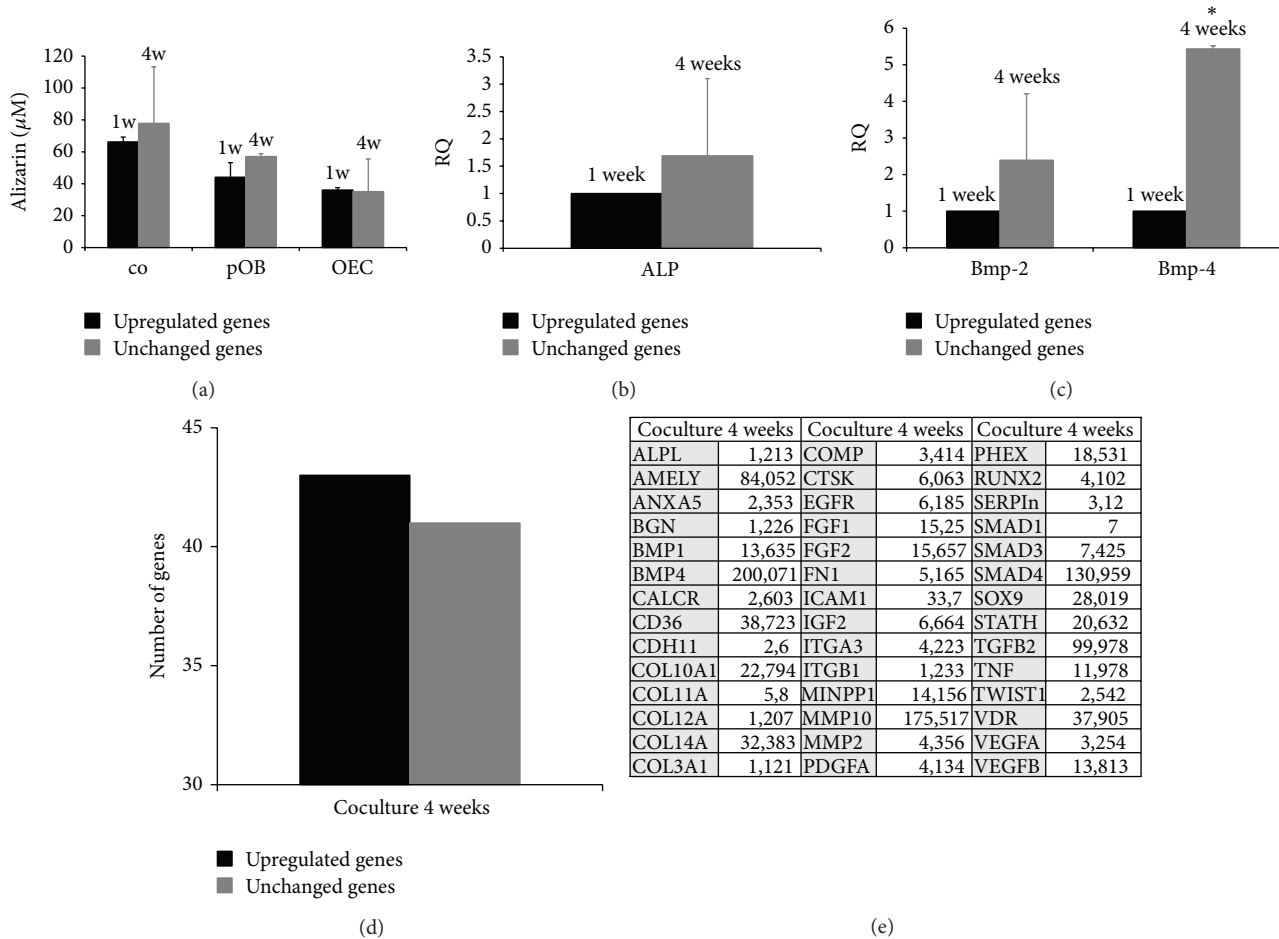 120
100
80
60
40
20
0
Alizarin (μM)
1w
4w
1w
4w
1w
4w
co pOB OEC
Upregulated genes
Unchanged genes
(a)
3.5
3
2.5
2
1.5
1
0.5
0
RQ
1 week
4 weeks
ALP
Upregulated genes
Unchanged genes
(b)
6
5
4
3
2
1
0
RQ
1 week
4 weeks
1 week
*
4 weeks
Bmp-2 Bmp-4
Upregulated genes
Unchanged genes
(c)
45
40
35
30
Number of genes
Coculture 4 weeks
Upregulated genes
Unchanged genes
(d)
Coculture 4 weeks Coculture 4 weeks Coculture 4 weeks
ALPL 1,213 COMP 3,414 PHEX 18,531
AMELY 84,052 CTSK 6,063 RUNX2 4,102
ANXA5 2,353 EGFR 6,185 SERPIn 3,12
BGN 1,226 FGF1 15,25 SMAD1 7
BMP1 13,635 FGF2 15,657 SMAD3 7,425
BMP4 200,071 FN1 5,165 SMAD4 130,959
CALCR 2,603 ICAM1 33,7 SOX9 28,019
CD36 38,723 IGF2 6,664 STATH 20,632
CDH11 2,6 ITGA3 4,223 TGFB2 99,978
COL10A1 22,794 ITGB1 1,233 TNF 11,978
COL11A 5,8 MINPP1 14,156 TWIST1 2,542
COL12A 1,207 MMP10 175,517 VDR 37,905
COL14A 32,383 MMP2 4,356 VEGFA 3,254
COL3A1 1,121 PDGFA 4,134 VEGFB 13,813
(e)